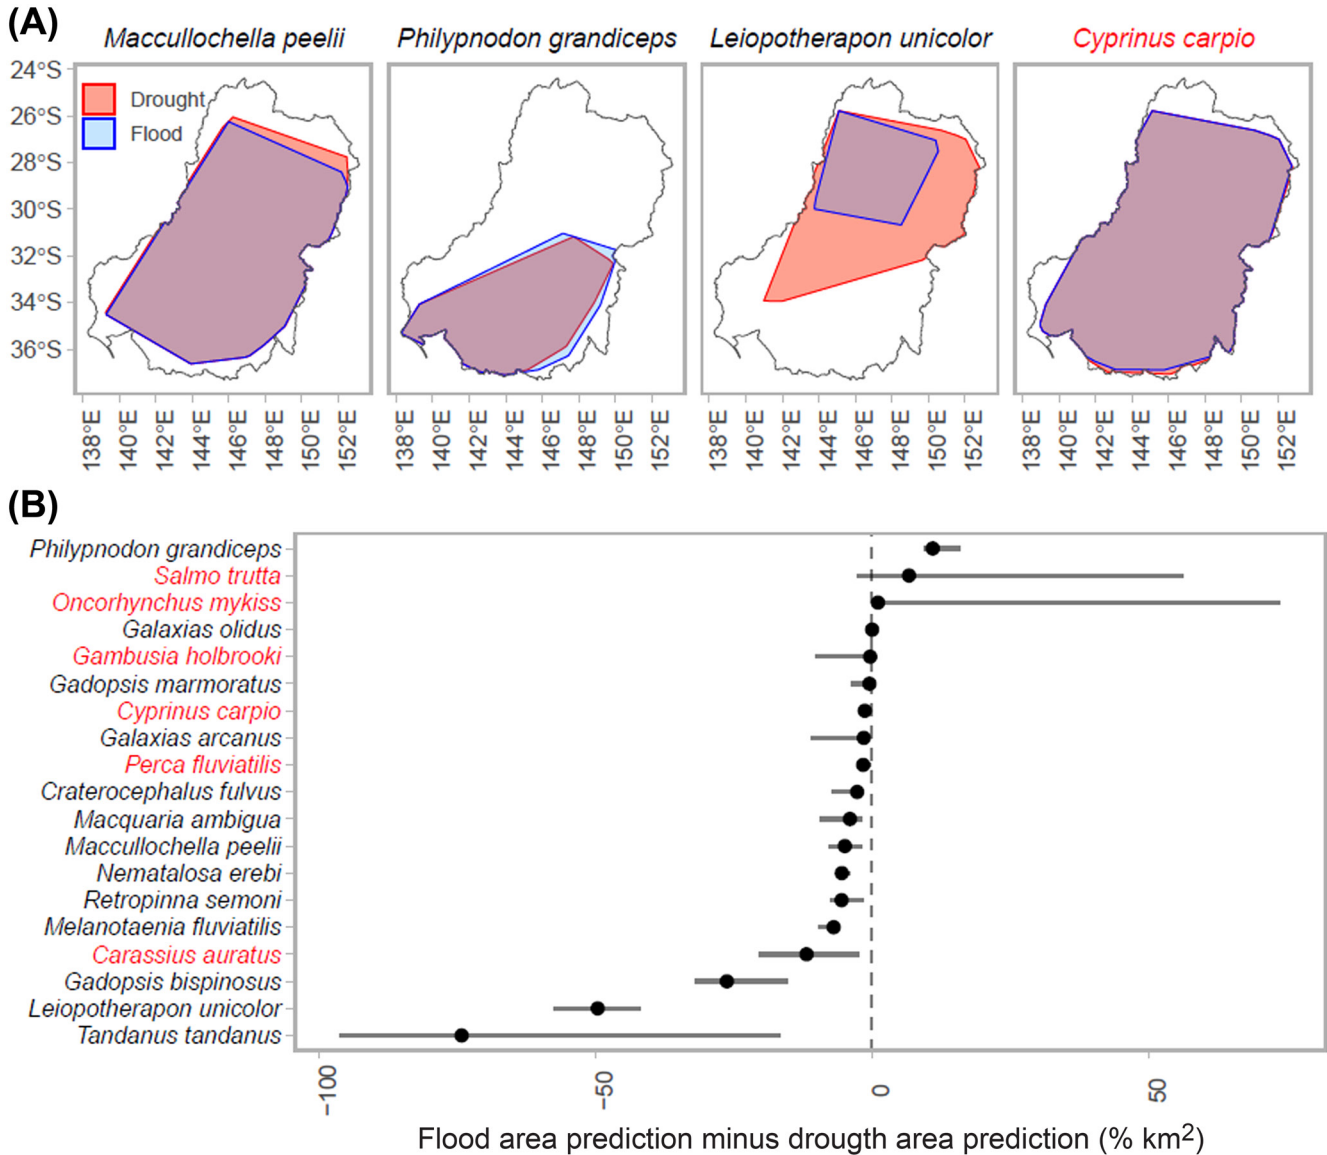 (A)
Maccullochella peelii
Philypnodon grandiceps
Leiopotherapon unicolor
Cyprinus carpio
24°S
26°S
28°S
30°S
32°S
34°S
36°S
Drought
Flood
138°E 140°E 142°E 144°E 146°E 148°E 150°E 152°E
138°E 140°E 142°E 144°E 146°E 148°E 150°E 152°E
138°E 140°E 142°E 144°E 146°E 148°E 150°E 152°E
138°E 140°E 142°E 144°E 146°E 148°E 150°E 152°E
(B)
Philypnodon grandiceps
Salmo trutta
Oncorhynchus mykiss
Galaxias olidus
Gambusia holbrooki
Gadopsis marmoratus
Cyprinus carpio
Galaxias arcanus
Perca fluviatilis
Craterocephalus fulvus
Macquaria ambigua
Maccullochella peelii
Nematalosa erebi
Retropinna semoni
Melanotaenia fluviatilis
Carassius auratus
Gadopsis bispinosus
Leiopotherapon unicolor
Tandanus tandanus
−100 −50 0 50
Flood area prediction minus drougth area prediction (% km²)